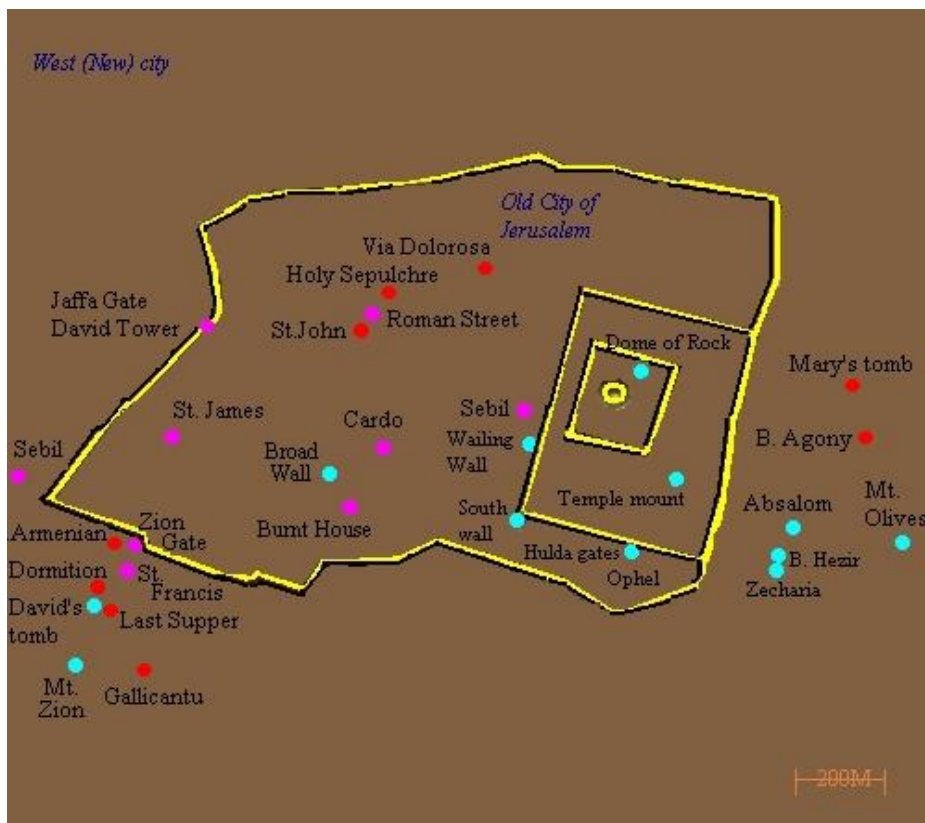 West (New) city
Old City of
Jerusalem
Via Dolorosa
Holy Sepulchre
Jaffa Gate
David Tower
St.John
Roman Street
Dome of Rock
Mary's tomb
St. James
Cardo
Sebil
Sebil
Broad
Wall
Wailing
Wall
B. Agony
Temple mount
Absalom
Mt.
Olives
Burnt House
South
wall
Armenian
Zion
Gate
Hulda gates
Ophel
B. Hezir
Zecharia
Dormition
St.
Francis
David's
tomb
Last Supper
Mt.
Zion
Gallicantu
200M